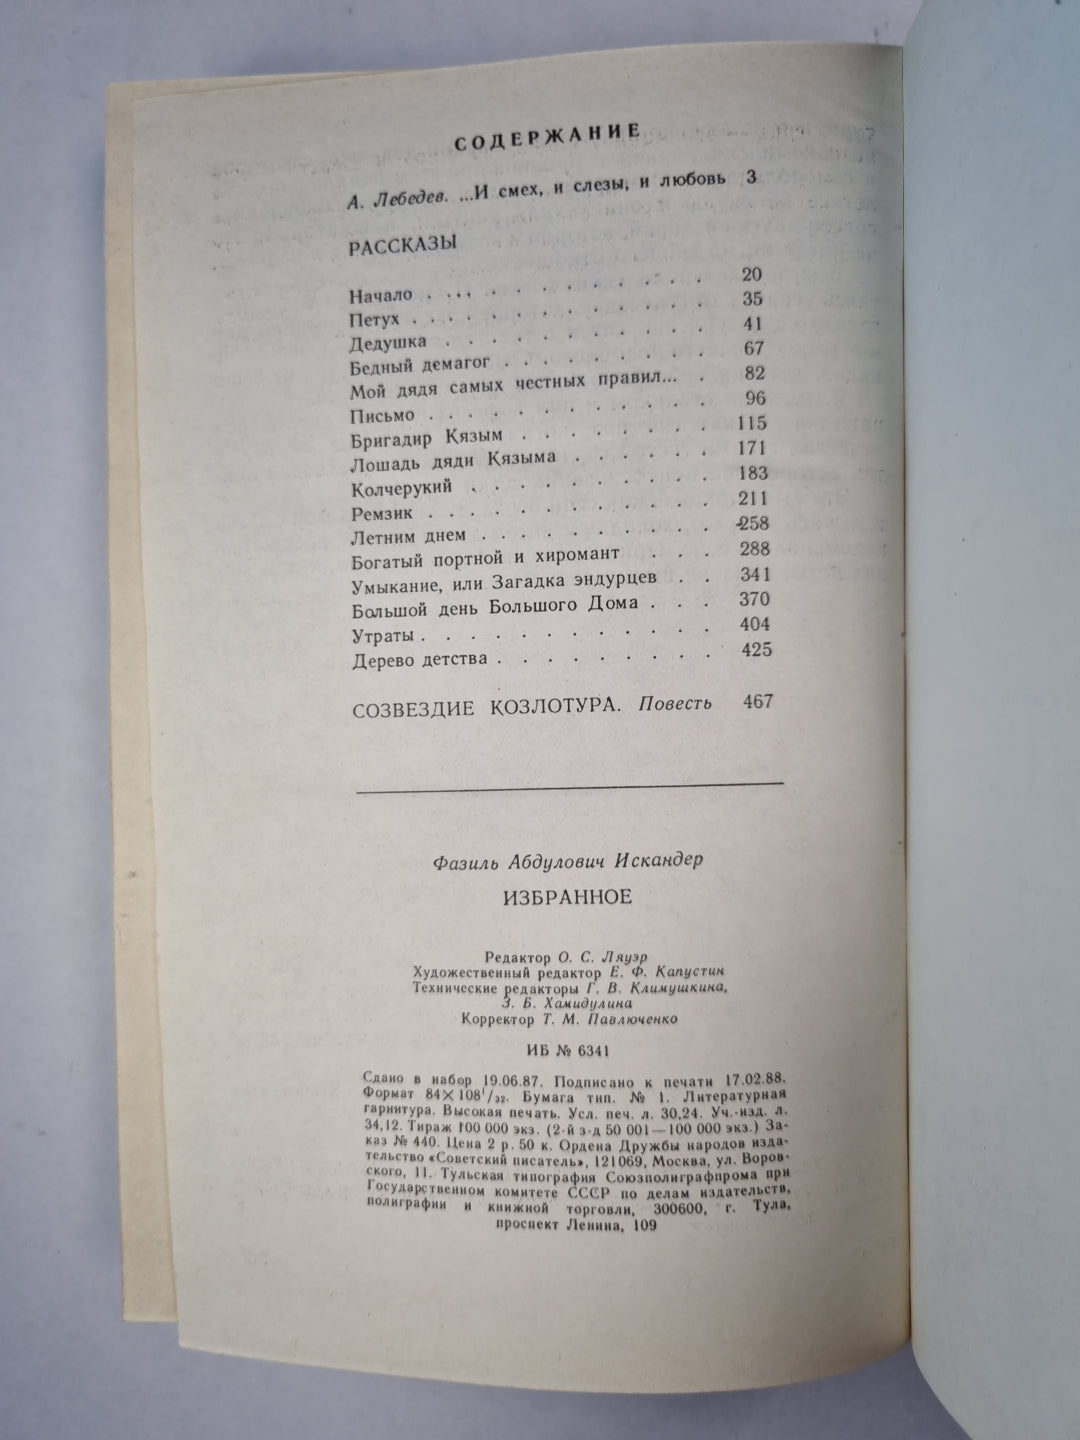 СОДЕРЖАНИЕ
А. Лебедев. ...И смех, и слезы, и любовь 3
РАССКАЗЫ
Начало . . . . . . . . . . . . 20
Петух . . . . . . . . . . . . 35
Дедушка . . . . . . . . . . . 41
Бедный демагог . . . . . . . . 67
Мой дядя самых честных правил... . 82
Письмо . . . . . . . . . . . 96
Бригадир Кязым . . . . . . . . 115
Лошадь дяди Кязыма . . . . . . 171
Колчерукий . . . . . . . . . . 183
Ремзик . . . . . . . . . . . 211
Летним днем . . . . . . . . . 258
Богатый портной и хиромант . . . 288
Умыкание, или Загадка эндурцев . . 341
Большой день Большого Дома . . . 370
Утраты . . . . . . . . . . . . 404
Дерево детства . . . . . . . . . 425
СОЗВЕЗДИЕ КОЗЛОТУРА. Повесть 467
Фазиль Абдулович Искандер
ИЗБРАННОЕ
Редактор О. С. Ляуэр
Художественный редактор Е. Ф. Капустин
Технические редакторы Г. В. Климушкина,
З. Б. Хамидулина
Корректор Т. М. Павлюченко
ИБ № 6341
Сдано в набор 19.06.87. Подписано к печати 17.02.88.
Формат 84×108¹/₃₂. Бумага тип. № 1. Литературная
гарнитура. Высокая печать. Усл. печ. л. 30,24. Уч.-изд. л.
34,12. Тираж 100 000 экз. (2-й з-д 50 001—100 000 экз.) За-
каз № 440. Цена 2 р. 50 к. Ордена Дружбы народов изда-
тельство «Советский писатель», 121069, Москва, ул. Воров-
ского, 11. Тульская типография Союзполиграфпрома при
Государственном комитете СССР по делам издательств,
полиграфии и книжной торговли, 300600, г. Тула,
проспект Ленина, 109